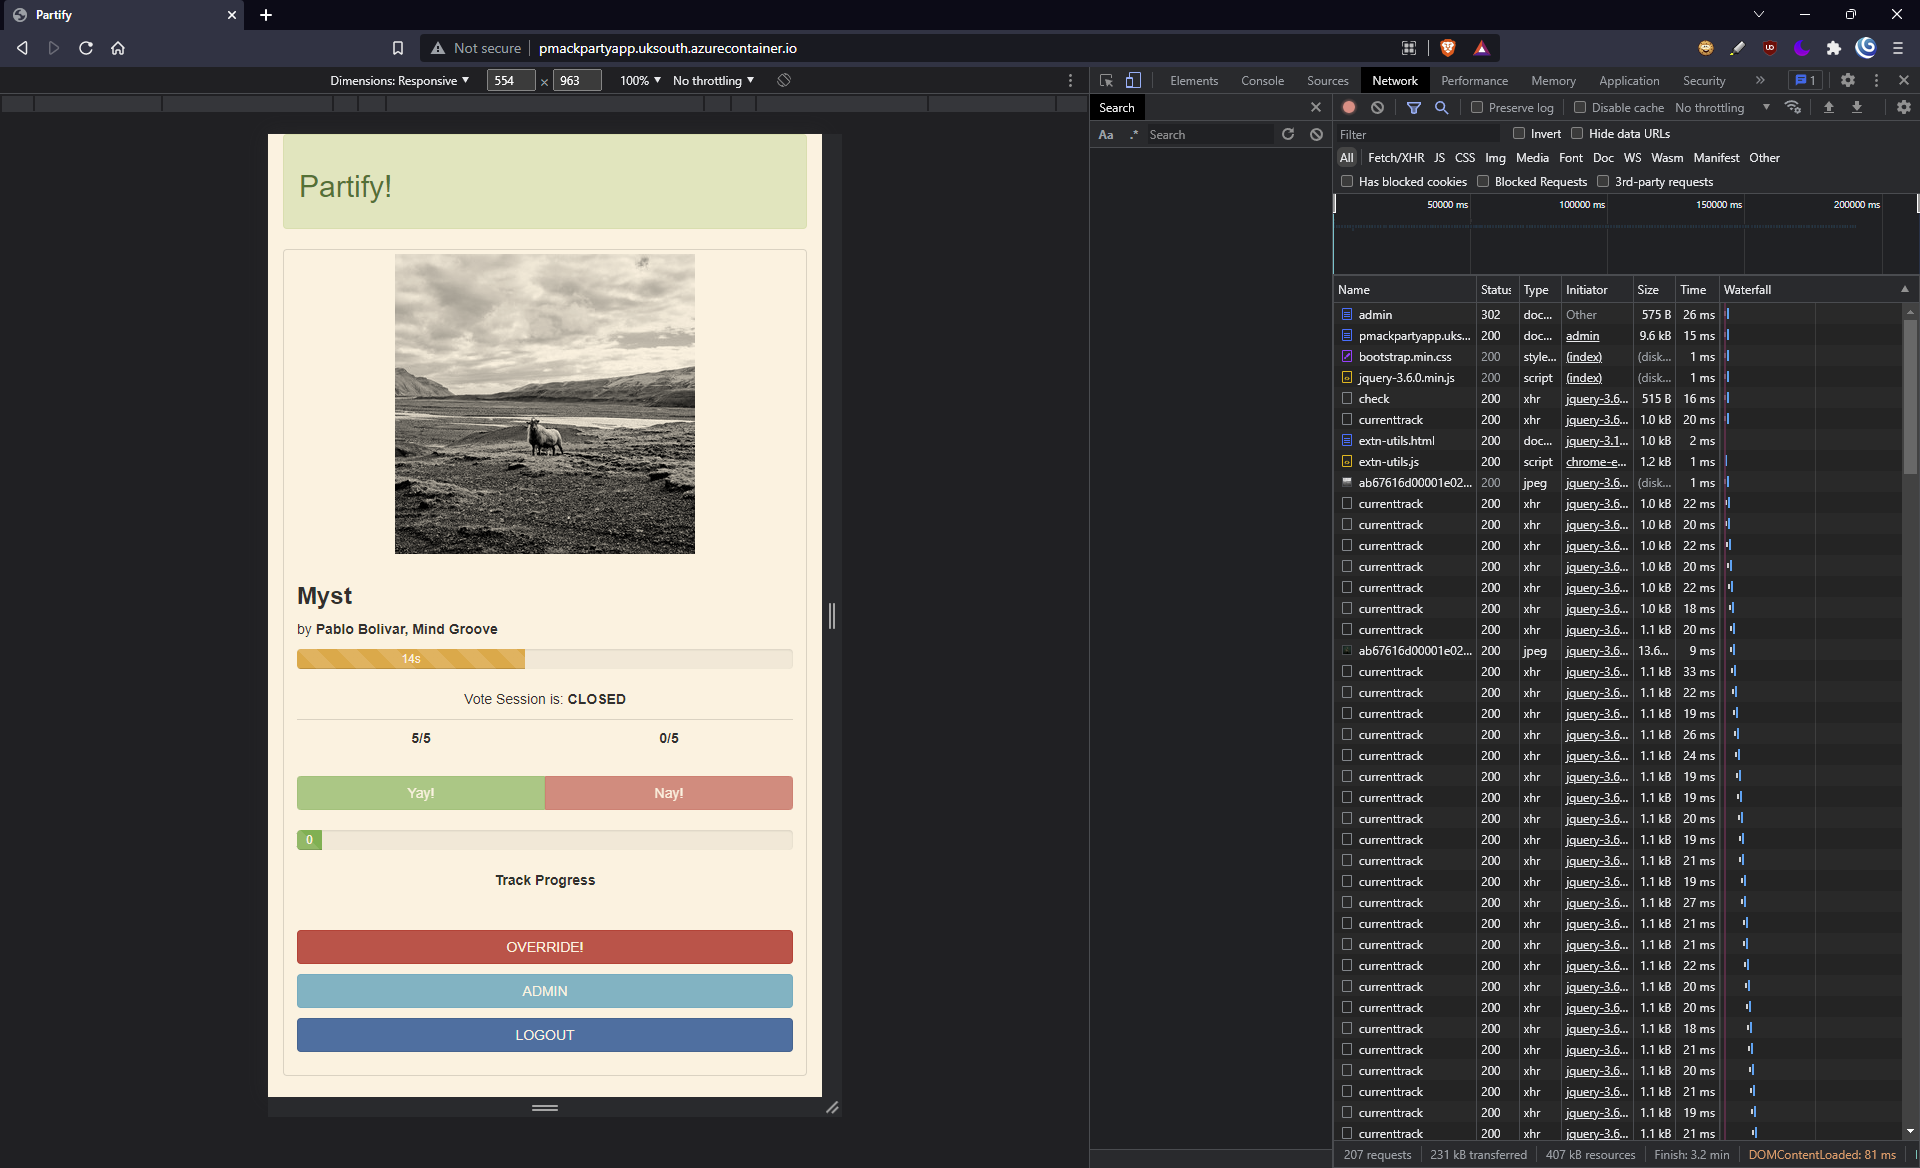 Partify
Not secure
pmackpartyapp.uksouth.azurecontainer.io
Dimensions: Responsive ▼ 554 × 963 100% ▼ No throttling ▼
Elements Console Sources Network Performance Memory Application Security » 1
Partify!
Myst
by Pablo Bolivar, Mind Groove
14s
Vote Session is: CLOSED
5/5 0/5
Yay! Nay!
0
Track Progress
OVERRIDE!
ADMIN
LOGOUT
Search
Aa .* Search
Preserve log Disable cache No throttling ▼
Filter Invert Hide data URLs
All Fetch/XHR JS CSS Img Media Font Doc WS Wasm Manifest Other
Has blocked cookies Blocked Requests 3rd-party requests
50000 ms 100000 ms 150000 ms 200000 ms
Name Status Type Initiator Size Time Waterfall
admin 302 doc... Other 575 B 26 ms
pmackpartyapp.uks... 200 doc... admin 9.6 kB 15 ms
bootstrap.min.css 200 style... (index) (disk... 1 ms
jquery-3.6.0.min.js 200 script (index) (disk... 1 ms
check 200 xhr jquery-3.6... 515 B 16 ms
currenttrack 200 xhr jquery-3.6... 1.0 kB 20 ms
extn-utils.html 200 doc... jquery-3.1... 1.0 kB 2 ms
extn-utils.js 200 script chrome-e... 1.2 kB 1 ms
ab67616d00001e02... 200 jpeg jquery-3.6... (disk... 1 ms
currenttrack 200 xhr jquery-3.6... 1.0 kB 22 ms
currenttrack 200 xhr jquery-3.6... 1.0 kB 20 ms
currenttrack 200 xhr jquery-3.6... 1.0 kB 22 ms
currenttrack 200 xhr jquery-3.6... 1.0 kB 20 ms
currenttrack 200 xhr jquery-3.6... 1.0 kB 22 ms
currenttrack 200 xhr jquery-3.6... 1.0 kB 18 ms
currenttrack 200 xhr jquery-3.6... 1.1 kB 20 ms
ab67616d00001e02... 200 jpeg jquery-3.6... 13.6... 9 ms
currenttrack 200 xhr jquery-3.6... 1.1 kB 33 ms
currenttrack 200 xhr jquery-3.6... 1.1 kB 22 ms
currenttrack 200 xhr jquery-3.6... 1.1 kB 19 ms
currenttrack 200 xhr jquery-3.6... 1.1 kB 26 ms
currenttrack 200 xhr jquery-3.6... 1.1 kB 24 ms
currenttrack 200 xhr jquery-3.6... 1.1 kB 19 ms
currenttrack 200 xhr jquery-3.6... 1.1 kB 19 ms
currenttrack 200 xhr jquery-3.6... 1.1 kB 20 ms
currenttrack 200 xhr jquery-3.6... 1.1 kB 19 ms
currenttrack 200 xhr jquery-3.6... 1.1 kB 21 ms
currenttrack 200 xhr jquery-3.6... 1.1 kB 19 ms
currenttrack 200 xhr jquery-3.6... 1.1 kB 27 ms
currenttrack 200 xhr jquery-3.6... 1.1 kB 21 ms
currenttrack 200 xhr jquery-3.6... 1.1 kB 21 ms
currenttrack 200 xhr jquery-3.6... 1.1 kB 22 ms
currenttrack 200 xhr jquery-3.6... 1.1 kB 20 ms
currenttrack 200 xhr jquery-3.6... 1.1 kB 20 ms
currenttrack 200 xhr jquery-3.6... 1.1 kB 18 ms
currenttrack 200 xhr jquery-3.6... 1.1 kB 21 ms
currenttrack 200 xhr jquery-3.6... 1.1 kB 20 ms
currenttrack 200 xhr jquery-3.6... 1.1 kB 21 ms
currenttrack 200 xhr jquery-3.6... 1.1 kB 19 ms
currenttrack 200 xhr jquery-3.6... 1.1 kB 21 ms
207 requests 231 kB transferred 407 kB resources Finish: 3.2 min DOMContentLoaded: 81 ms